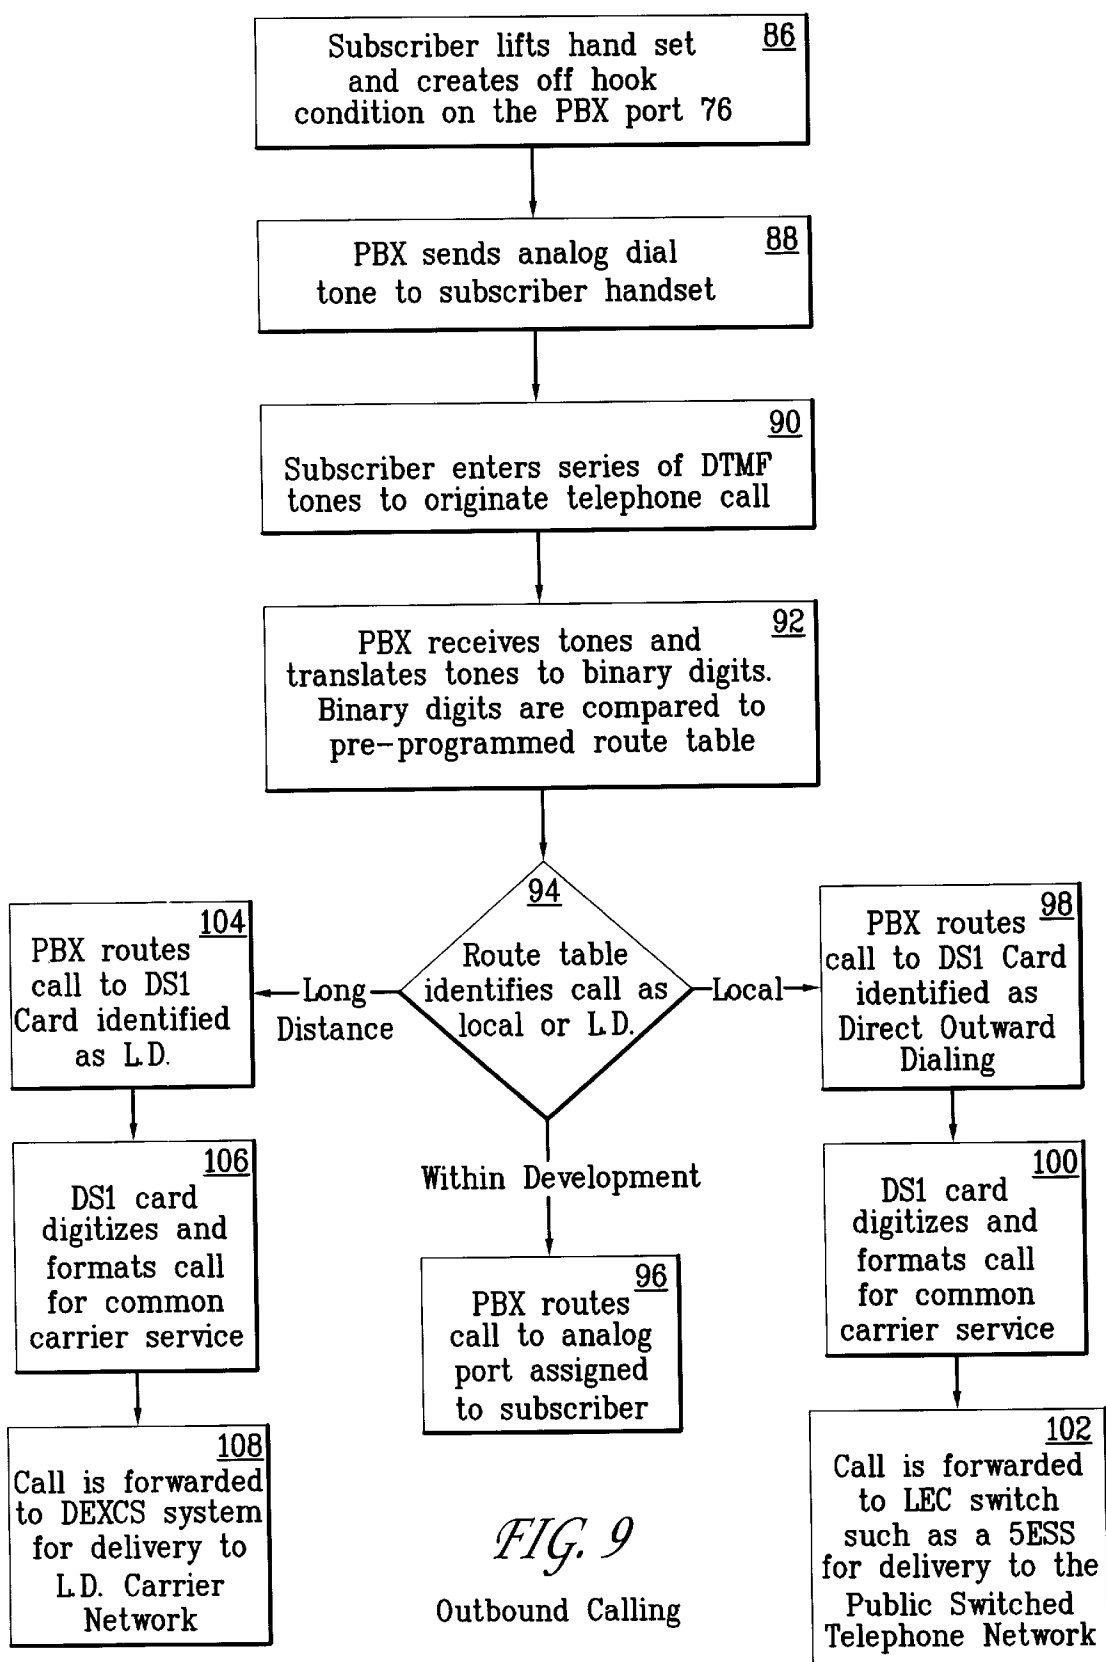 86
Subscriber lifts hand set
and creates off hook
condition on the PBX port 76
88
PBX sends analog dial
tone to subscriber handset
90
Subscriber enters series of DTMF
tones to originate telephone call
92
PBX receives tones and
translates tones to binary digits.
Binary digits are compared to
pre-programmed route table
94
Route table
identifies call as
local or L.D.
Long
Distance
Local
Within Development
104
PBX routes
call to DS1
Card identified
as L.D.
98
PBX routes
call to DS1 Card
identified as
Direct Outward
Dialing
106
DS1 card
digitizes and
formats call
for common
carrier service
96
PBX routes
call to analog
port assigned
to subscriber
100
DS1 card
digitizes and
formats call
for common
carrier service
108
Call is forwarded
to DEXCS system
for delivery to
L.D. Carrier
Network
102
Call is forwarded
to LEC switch
such as a 5ESS
for delivery to the
Public Switched
Telephone Network
FIG. 9
Outbound Calling